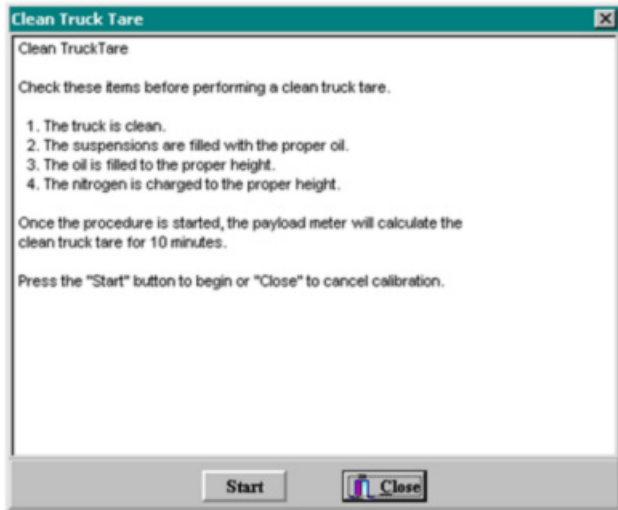 Clean Truck Tare
Clean TruckTare
Check these items before performing a clean truck tare.
1. The truck is clean.
2. The suspensions are filled with the proper oil.
3. The oil is filled to the proper height.
4. The nitrogen is charged to the proper height.
Once the procedure is started, the payload meter will calculate the
clean truck tare for 10 minutes.
Press the "Start" button to begin or "Close" to cancel calibration.
Start
Close